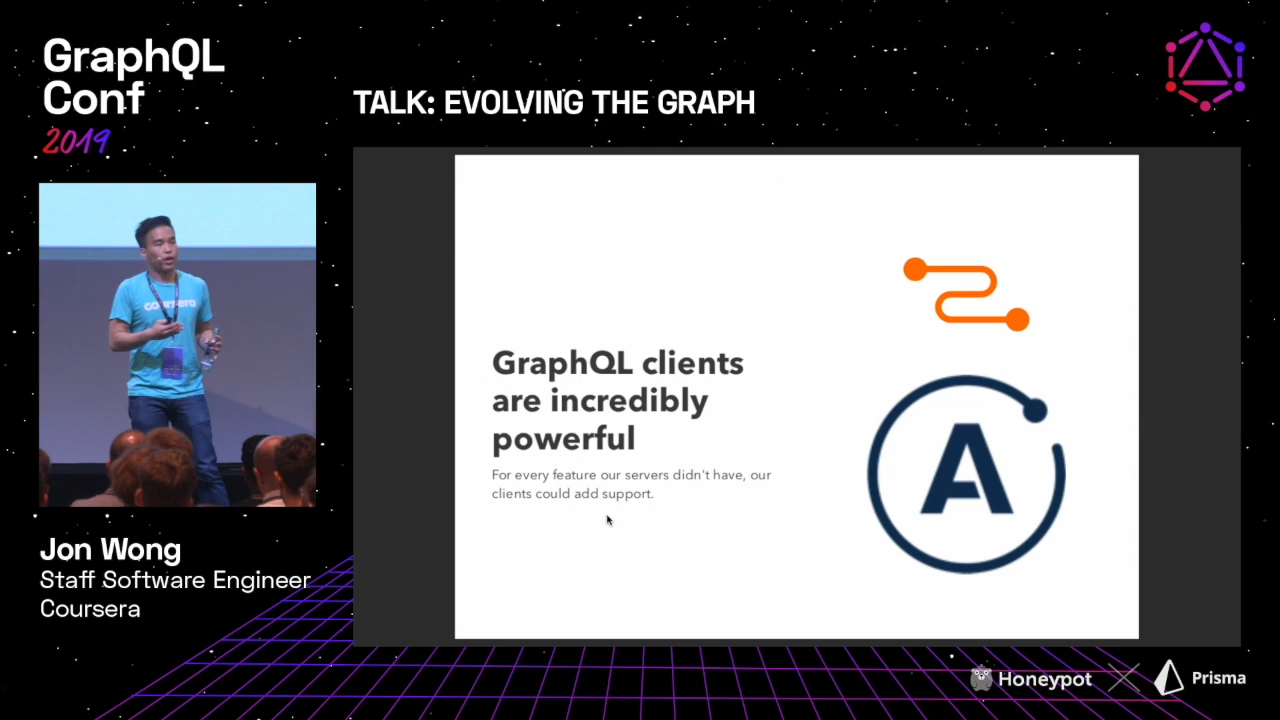 GraphQL
Conf
2019
TALK: EVOLVING THE GRAPH
coursera
GraphQL clients
are incredibly
powerful
For every feature our servers didn't have, our
clients could add support.
A
Jon Wong
Staff Software Engineer
Coursera
Honeypot
Prisma